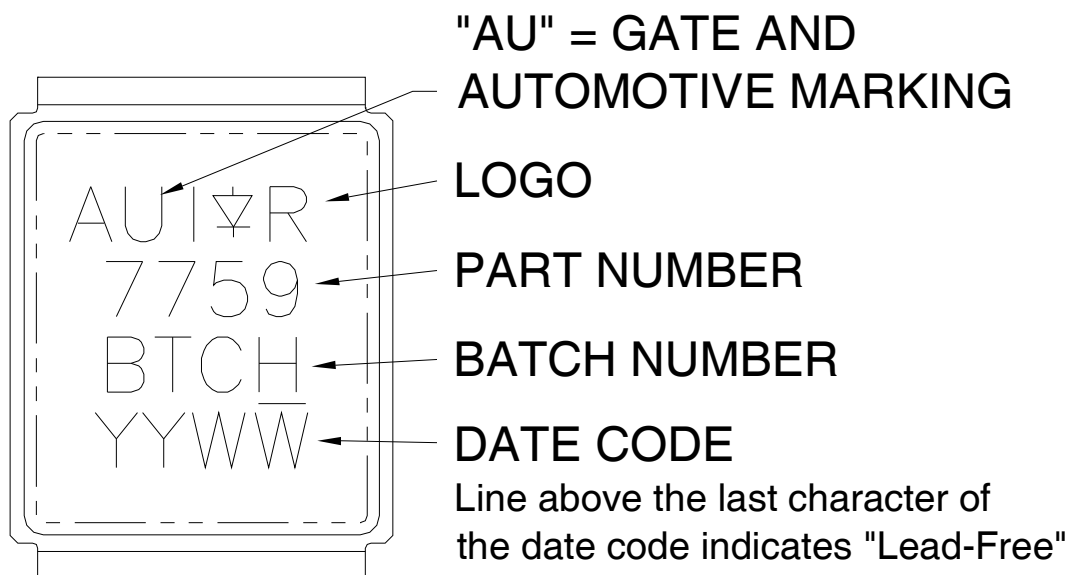 "AU" = GATE AND
AUTOMOTIVE MARKING
AUI R
LOGO
7759
PART NUMBER
BTCH
BATCH NUMBER
YYWW
DATE CODE
Line above the last character of
the date code indicates "Lead-Free"